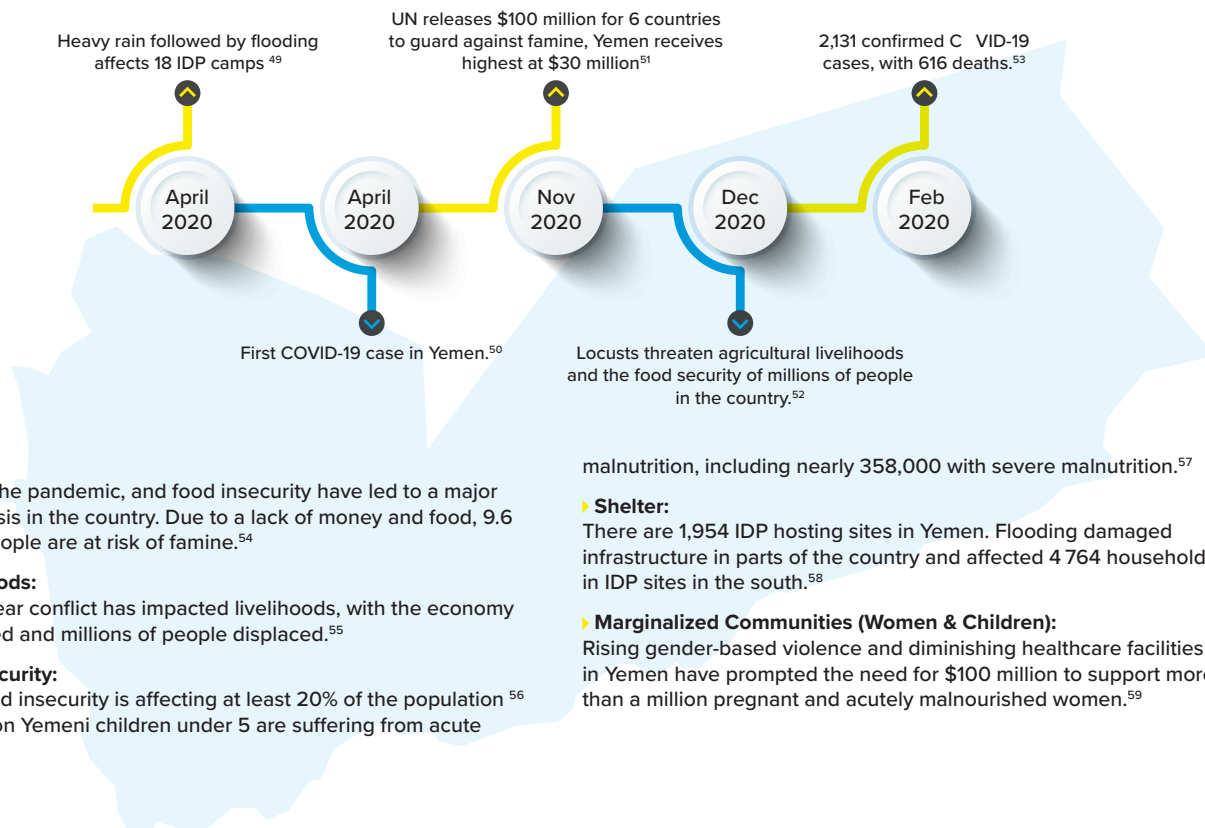 Heavy rain followed by flooding
affects 18 IDP camps 49
UN releases $100 million for 6 countries
to guard against famine, Yemen receives
highest at $30 million51
2,131 confirmed C VID-19
cases, with 616 deaths.53
April
2020
April
2020
Nov
2020
Dec
2020
Feb
2020
First COVID-19 case in Yemen.50
Locusts threaten agricultural livelihoods
and the food security of millions of people
in the country.52
he pandemic, and food insecurity have led to a major
sis in the country. Due to a lack of money and food, 9.6
ople are at risk of famine.54
ods:
ear conflict has impacted livelihoods, with the economy
ed and millions of people displaced.55
curity:
d insecurity is affecting at least 20% of the population 56
on Yemeni children under 5 are suffering from acute
malnutrition, including nearly 358,000 with severe malnutrition.57
Shelter:
There are 1,954 IDP hosting sites in Yemen. Flooding damaged
infrastructure in parts of the country and affected 4 764 household
in IDP sites in the south.58
Marginalized Communities (Women & Children):
Rising gender-based violence and diminishing healthcare facilities
in Yemen have prompted the need for $100 million to support mor
than a million pregnant and acutely malnourished women.59